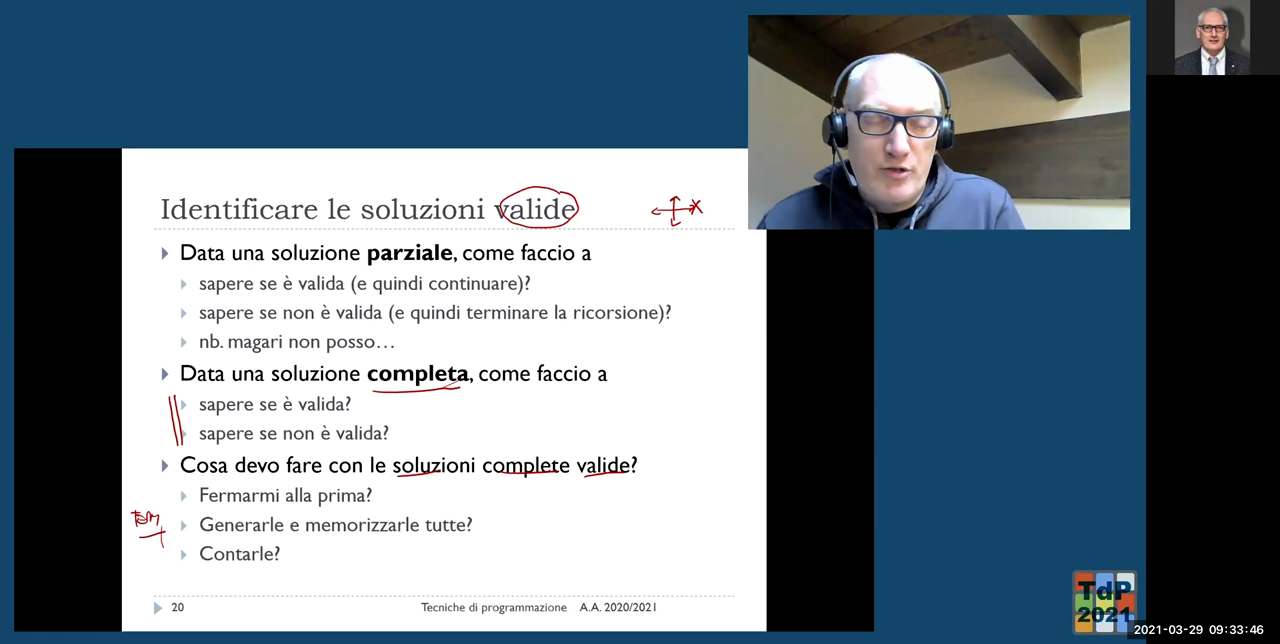 Identificare le soluzioni valide
Data una soluzione parziale, come faccio a
sapere se è valida (e quindi continuare)?
sapere se non è valida (e quindi terminare la ricorsione)?
nb. magari non posso…
Data una soluzione completa, come faccio a
sapere se è valida?
sapere se non è valida?
Cosa devo fare con le soluzioni complete valide?
Fermarmi alla prima?
Generarle e memorizzarle tutte?
Contarle?
20
Tecniche di programmazione A.A. 2020/2021
TdP
2021
2021-03-29 09:33:46